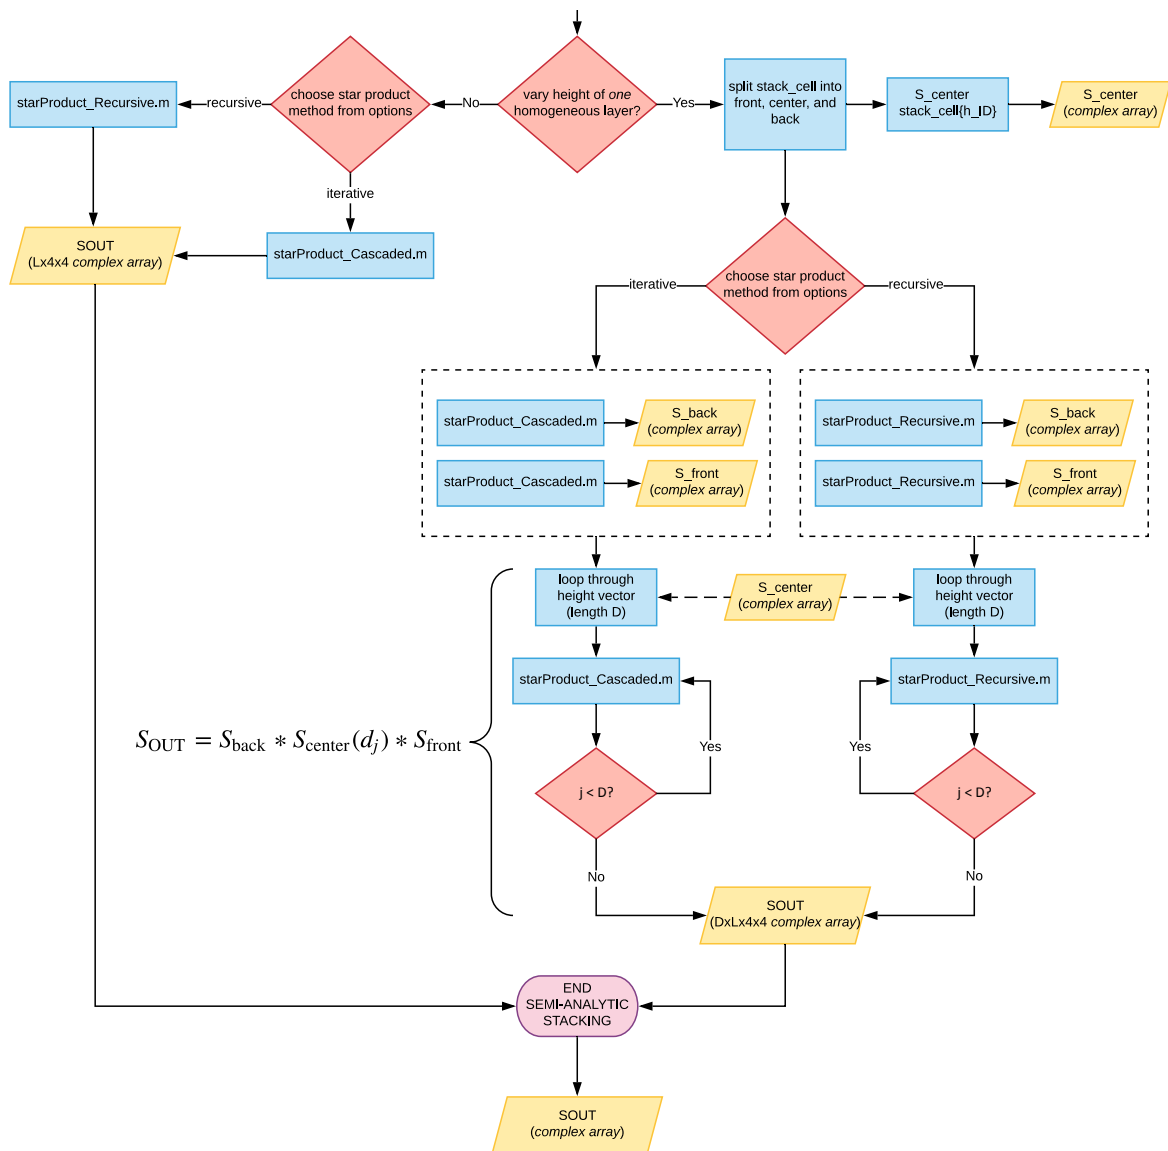 starProduct_Recursive.m
recursive
choose star product
method from options
No
vary height of one
homogeneous layer?
Yes
split stack_cell into
front, center, and
back
S_center
stack_cell{h_ID}
S_center
(complex array)
iterative
SOUT
(Lx4x4 complex array)
starProduct_Cascaded.m
iterative
choose star product
method from options
recursive
starProduct_Cascaded.m
S_back
(complex array)
starProduct_Cascaded.m
S_front
(complex array)
starProduct_Recursive.m
S_back
(complex array)
starProduct_Recursive.m
S_front
(complex array)
loop through
height vector
(length D)
S_center
(complex array)
loop through
height vector
(length D)
starProduct_Cascaded.m
starProduct_Recursive.m
S_OUT = S_back * S_center(d_j) * S_front
Yes
Yes
j < D?
j < D?
No
No
SOUT
(DxLx4x4 complex array)
END
SEMI-ANALYTIC
STACKING
SOUT
(complex array)